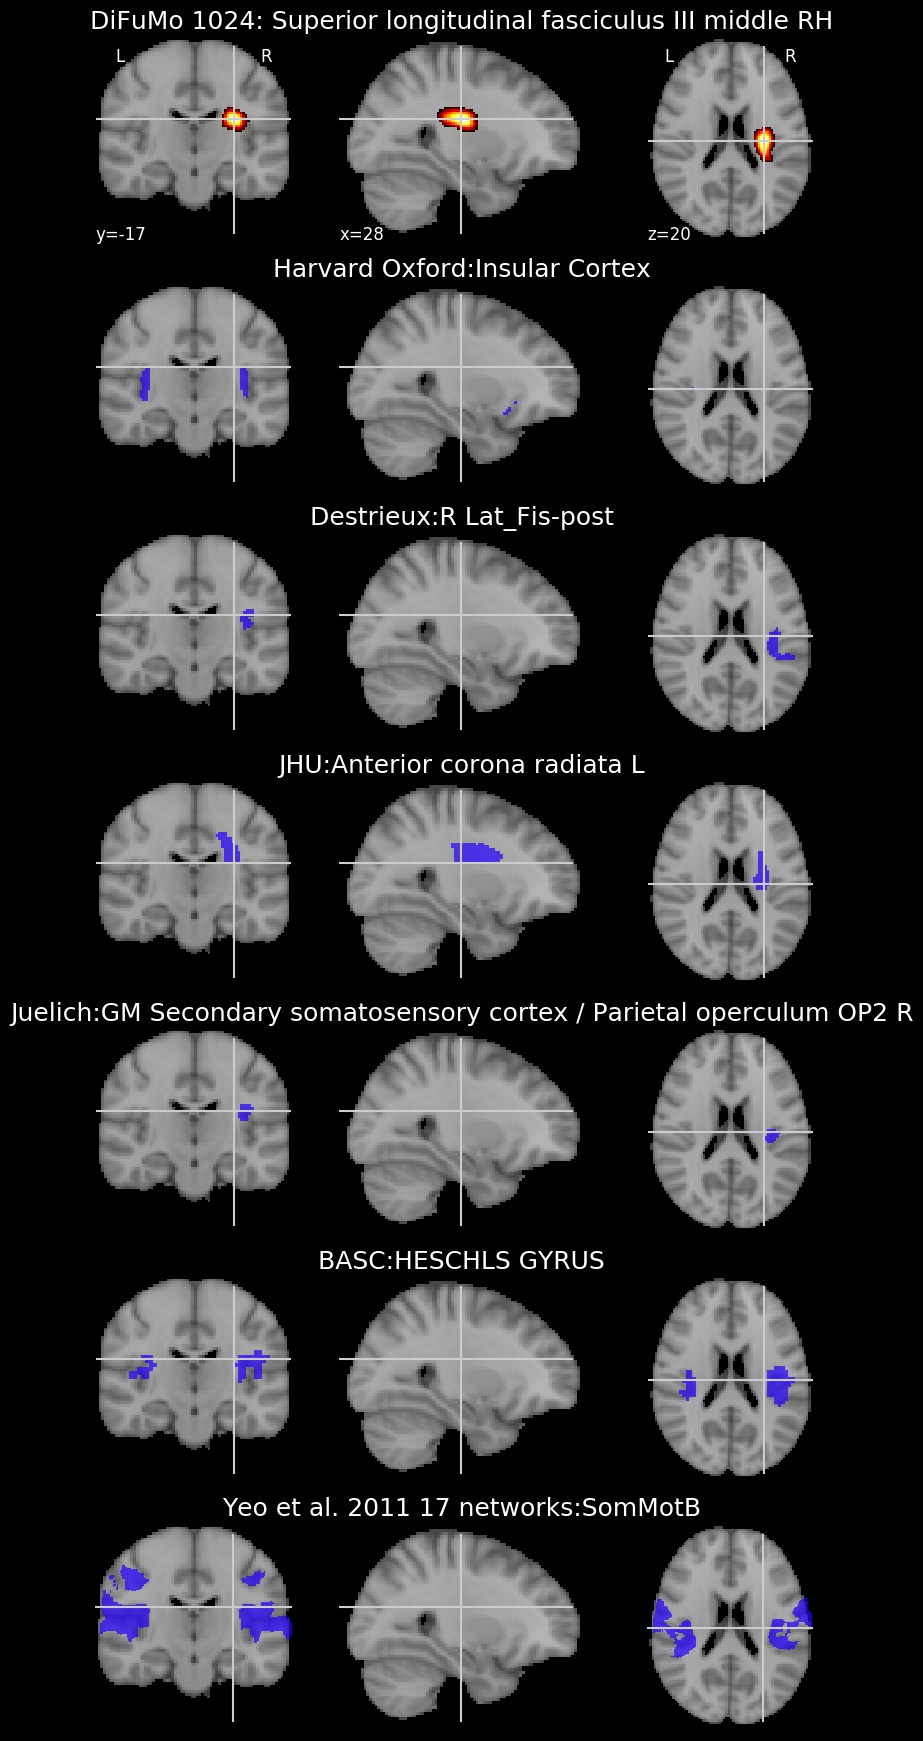 DiFuMo 1024: Superior longitudinal fasciculus III middle RH
L R L R
y=-17 x=28 z=20
Harvard Oxford:Insular Cortex
Destrieux:R Lat_Fis-post
JHU:Anterior corona radiata L
Juelich:GM Secondary somatosensory cortex / Parietal operculum OP2 R
BASC:HESCHLS GYRUS
Yeo et al. 2011 17 networks:SomMotB